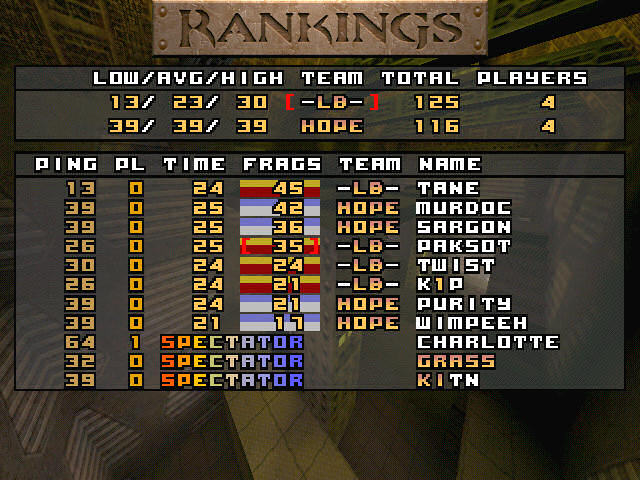 RANKINGS
LOW/AVG/HIGH TEAM TOTAL PLAYERS
13/ 23/ 30 [-LB-] 125 4
39/ 39/ 39 HOPE 116 4
PING PL TIME FRAGS TEAM NAME
13 0 24 45 -LB- TANE
39 0 25 42 HOPE MURDOC
39 0 25 36 HOPE SARGON
26 0 25 [ 35 ] -LB- PAKSOT
30 0 24 24 -LB- TWIST
26 0 24 21 -LB- K1P
39 0 24 21 HOPE PURITY
39 0 21 17 HOPE WIMPEEH
64 1 SPECTATOR CHARLOTTE
32 0 SPECTATOR GRASS
39 0 SPECTATOR KITN